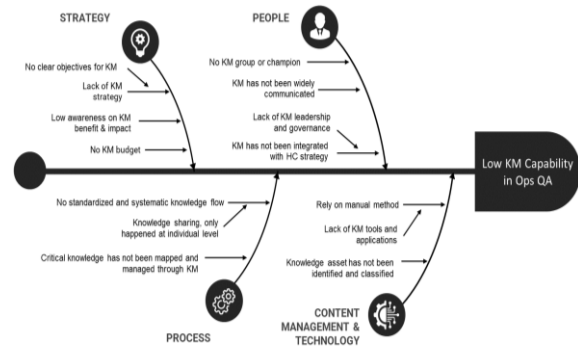 STRATEGY
No clear objectives for KM
Lack of KM
strategy
Low awareness on KM
benefit & impact
No KM budget
PEOPLE
No KM group or champion
KM has not been widely
communicated
Lack of KM leadership
and governance
KM has not been integrated
with HC strategy
Low KM Capability
in Ops QA
No standardized and systematic knowledge flow
Knowledge sharing, only
happened at individual level
Critical knowledge has not been mapped and
managed through KM
PROCESS
Rely on manual method
Lack of KM tools and
applications
Knowledge asset has not been
identified and classified
CONTENT
MANAGEMENT &
TECHNOLOGY